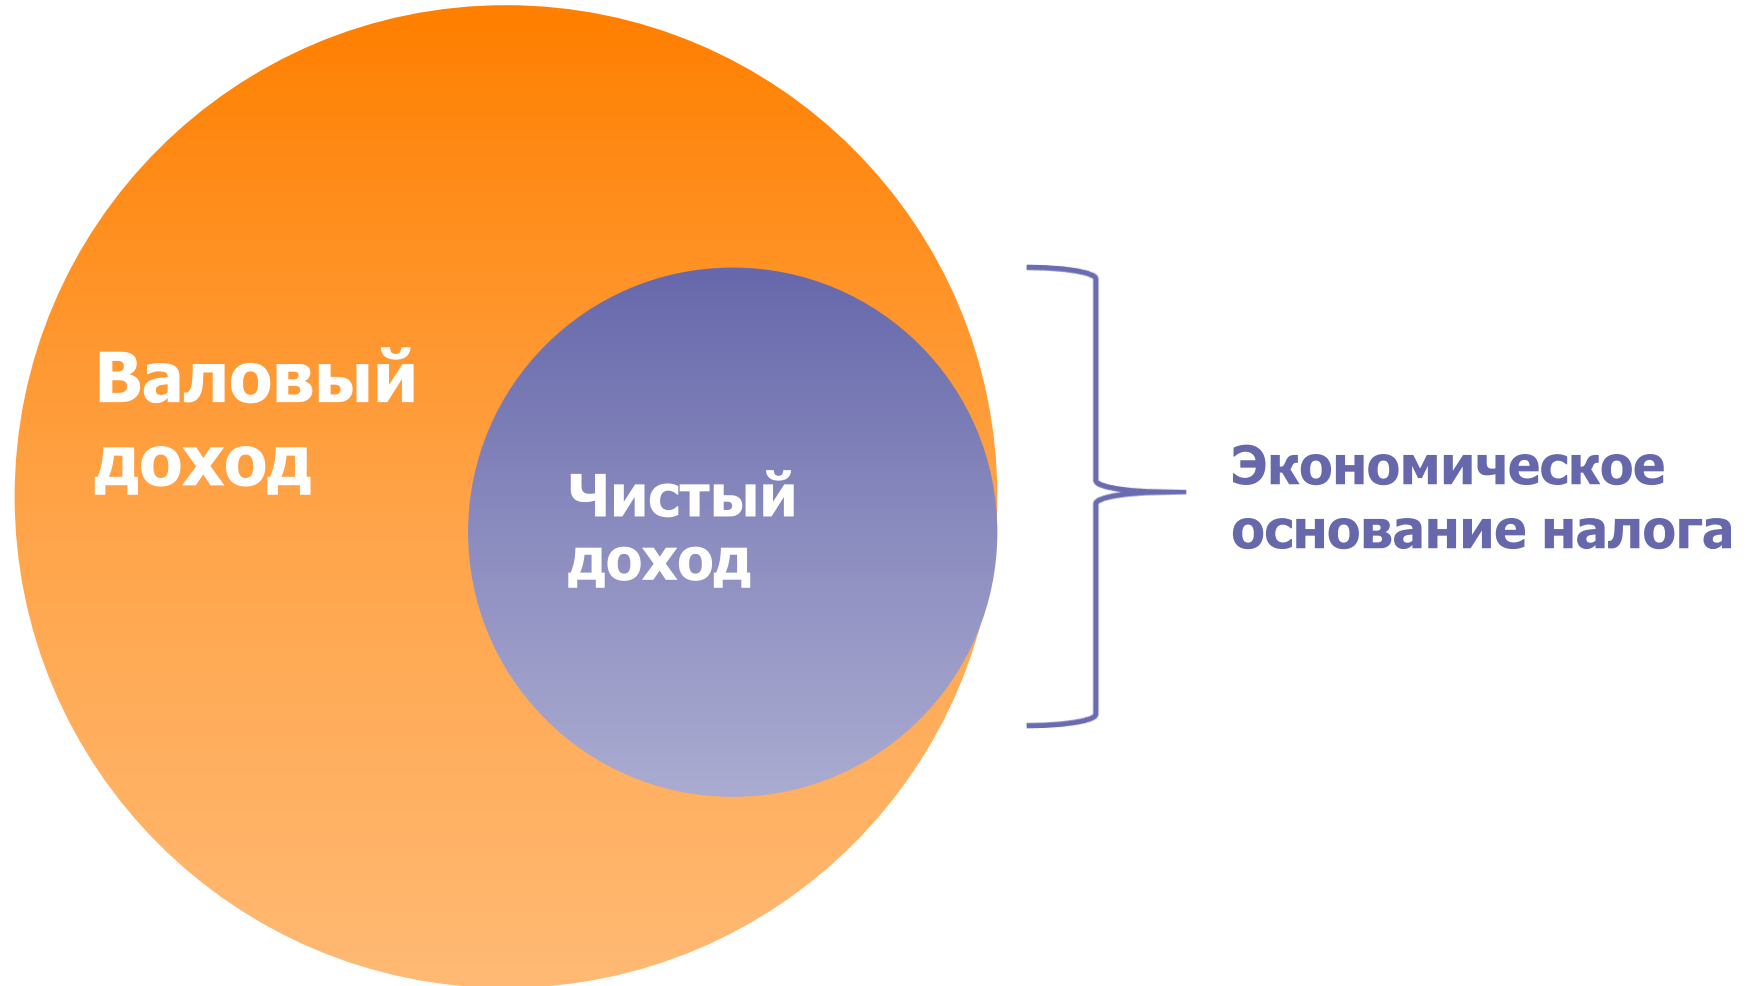 Валовый
доход
Чистый
доход
Экономическое
основание налога